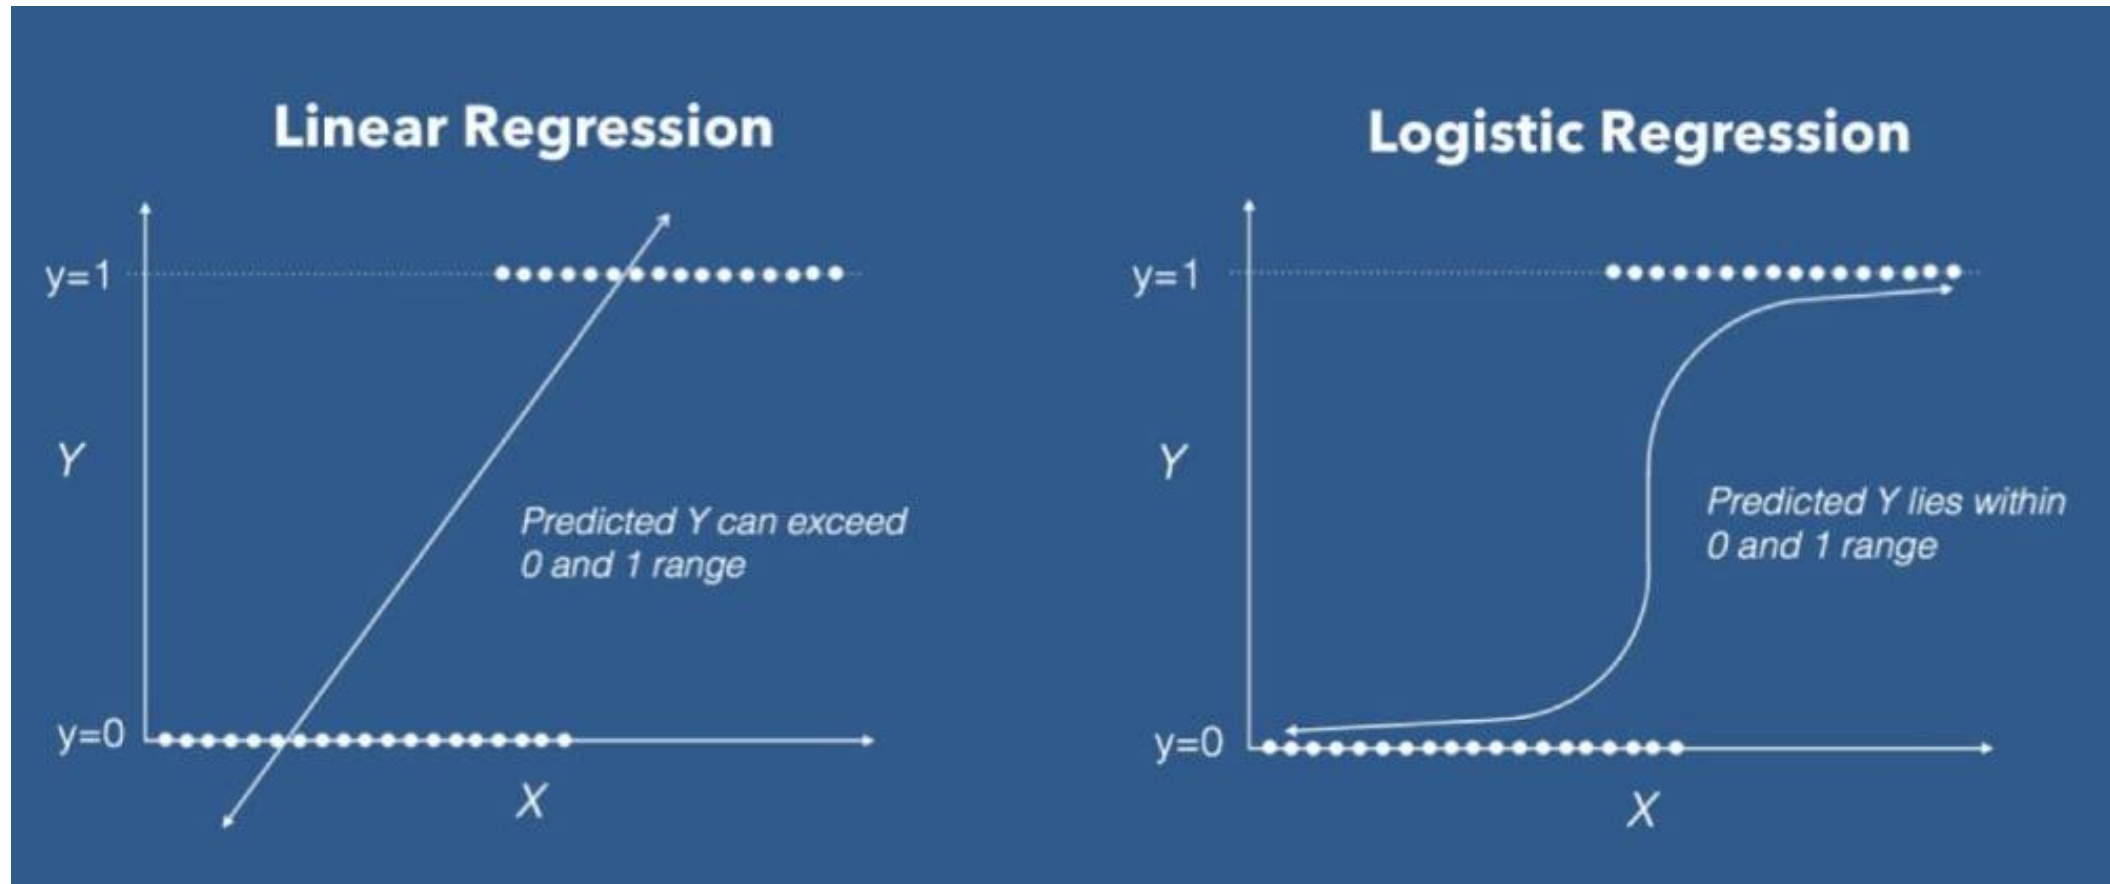 Linear Regression
y=1
Y
Predicted Y can exceed
0 and 1 range
y=0
X
Logistic Regression
y=1
Y
Predicted Y lies within
0 and 1 range
y=0
X